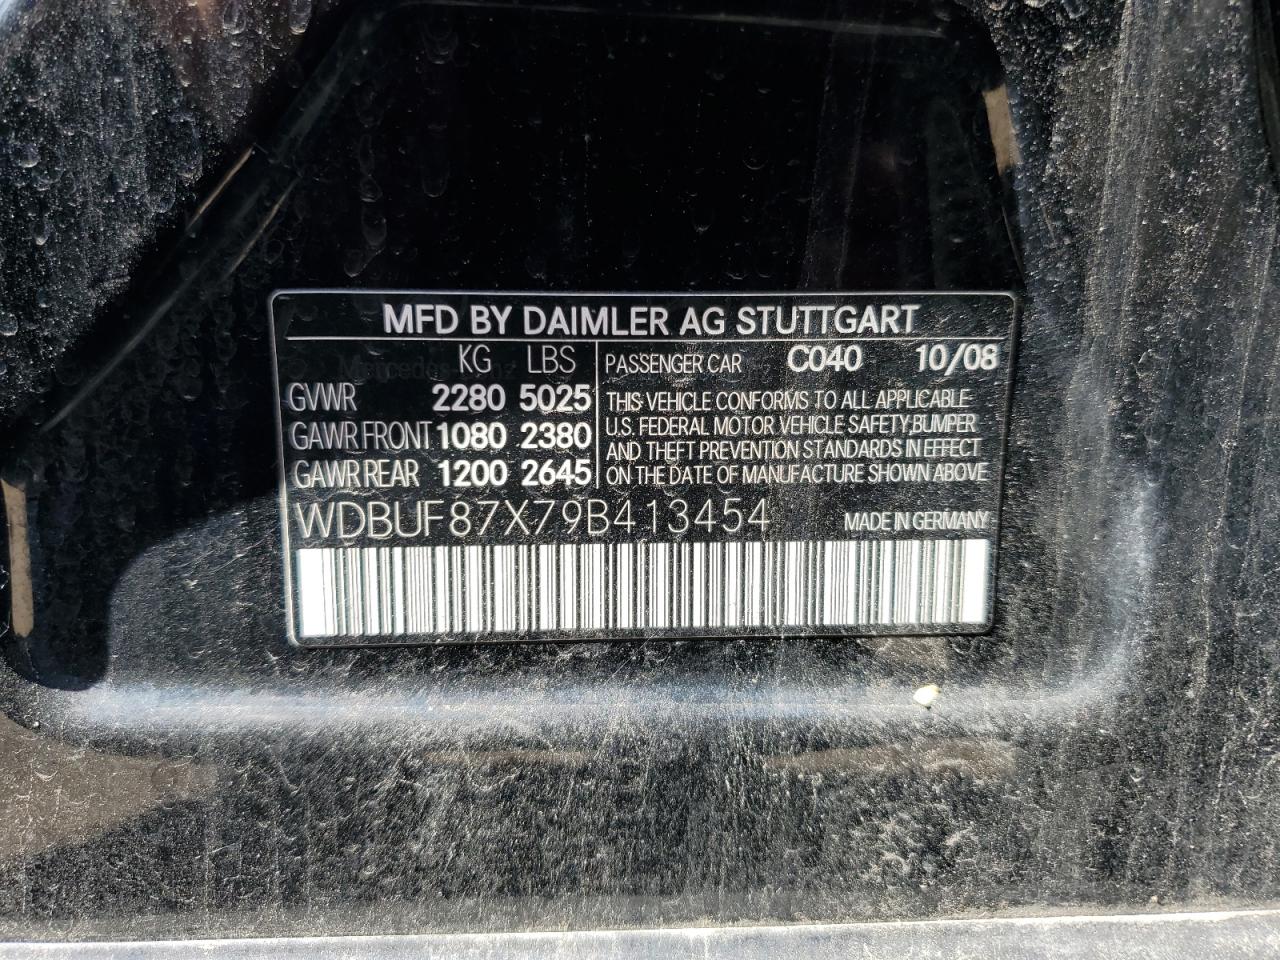 MFD BY DAIMLER AG STUTTGART
KG LBS PASSENGER CAR C040 10/08
GVWR 2280 5025
GAWR FRONT 1080 2380
GAWR REAR 1200 2645
THIS VEHICLE CONFORMS TO ALL APPLICABLE
U.S. FEDERAL MOTOR VEHICLE SAFETY,BUMPER
AND THEFT PREVENTION STANDARDS IN EFFECT
ON THE DATE OF MANUFACTURE SHOWN ABOVE
WDBUF87X79B413454 MADE IN GERMANY